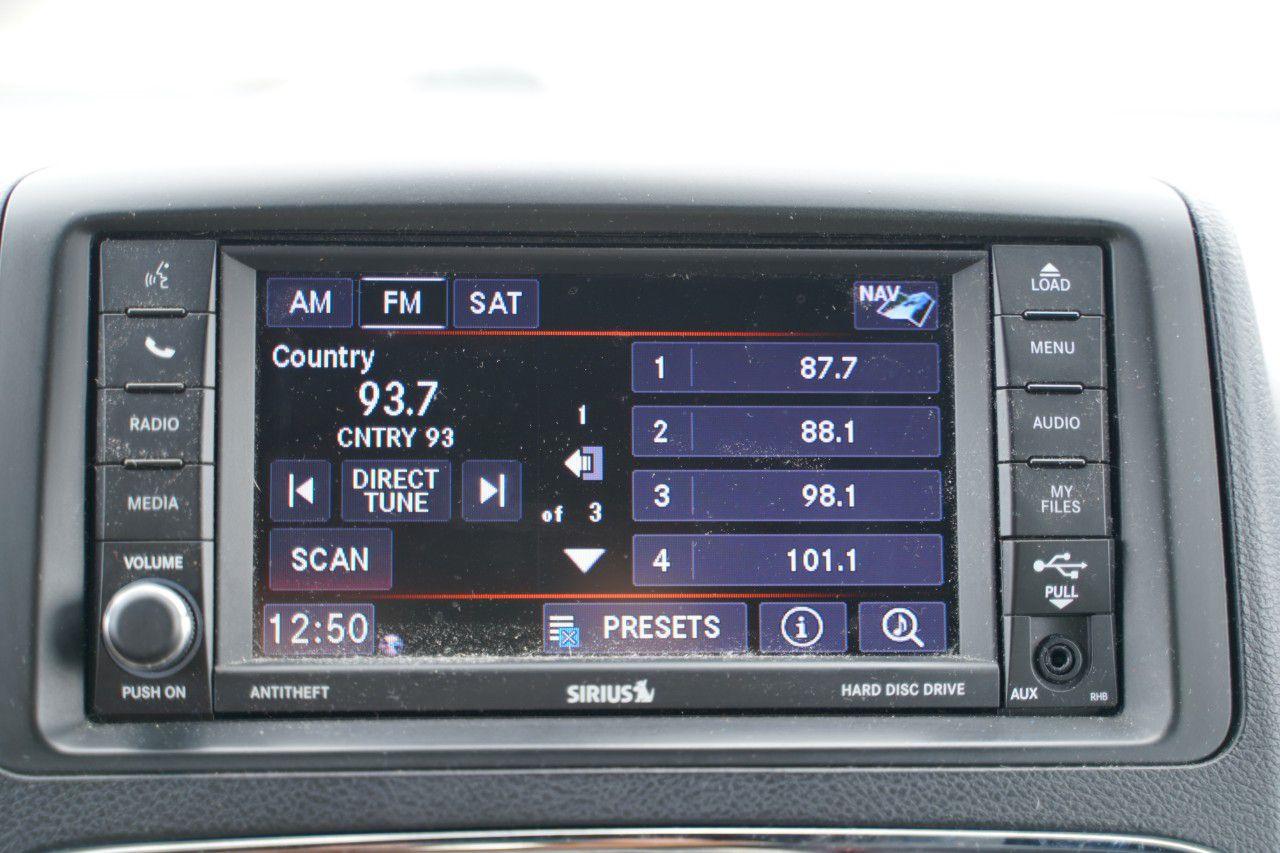 AM FM SAT
NAV
LOAD
MENU
AUDIO
MY
FILES
PULL
AUX
RHB
RADIO
MEDIA
VOLUME
PUSH ON
Country
93.7
CNTRY 93
DIRECT
TUNE
SCAN
1
of 3
1 87.7
2 88.1
3 98.1
4 101.1
12:50
PRESETS
i
ANTITHEFT
SIRIUS
HARD DISC DRIVE